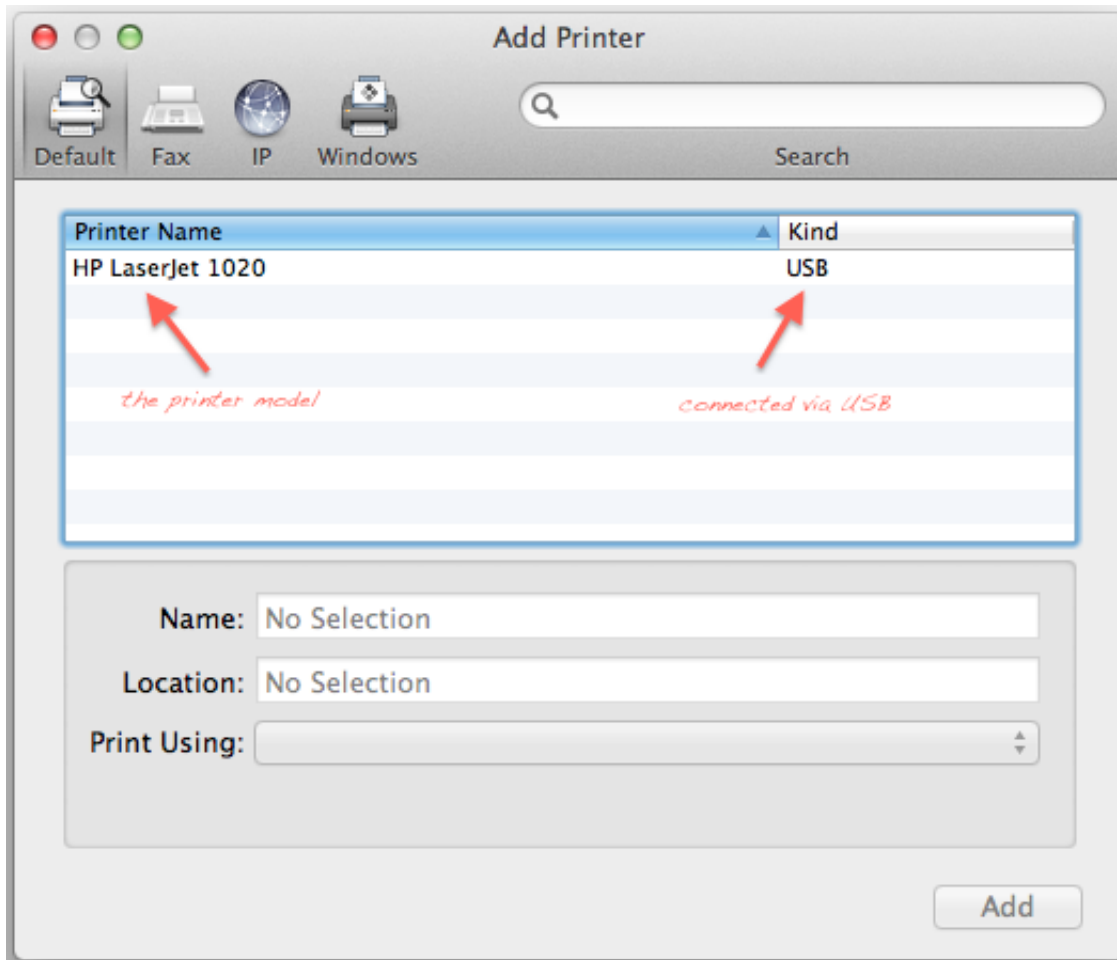 Add Printer
Default Fax IP Windows Search
Printer Name Kind
HP LaserJet 1020 USB
the printer model connected via USB
Name: No Selection
Location: No Selection
Print Using:
Add